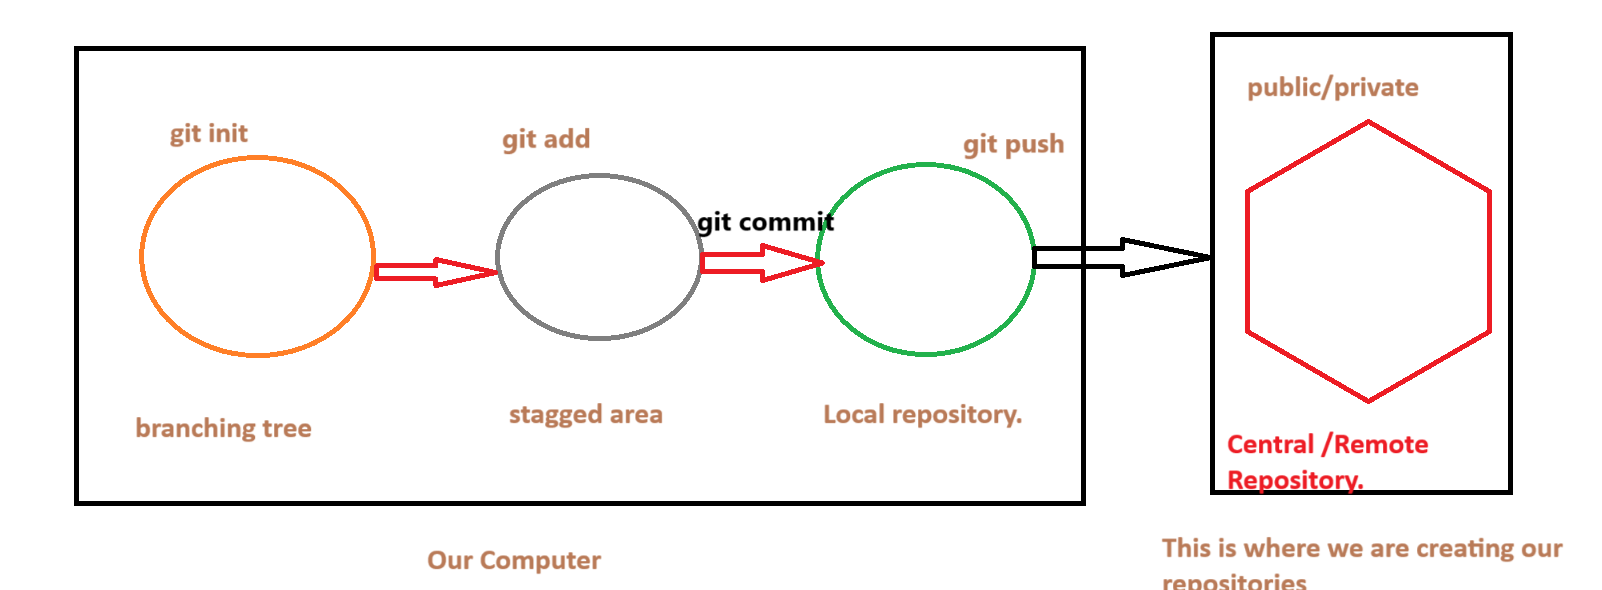 public/private
git init
git add
git push
git commit
branching tree
stagged area
Local repository.
Central /Remote
Repository.
Our Computer
This is where we are creating our
repositories